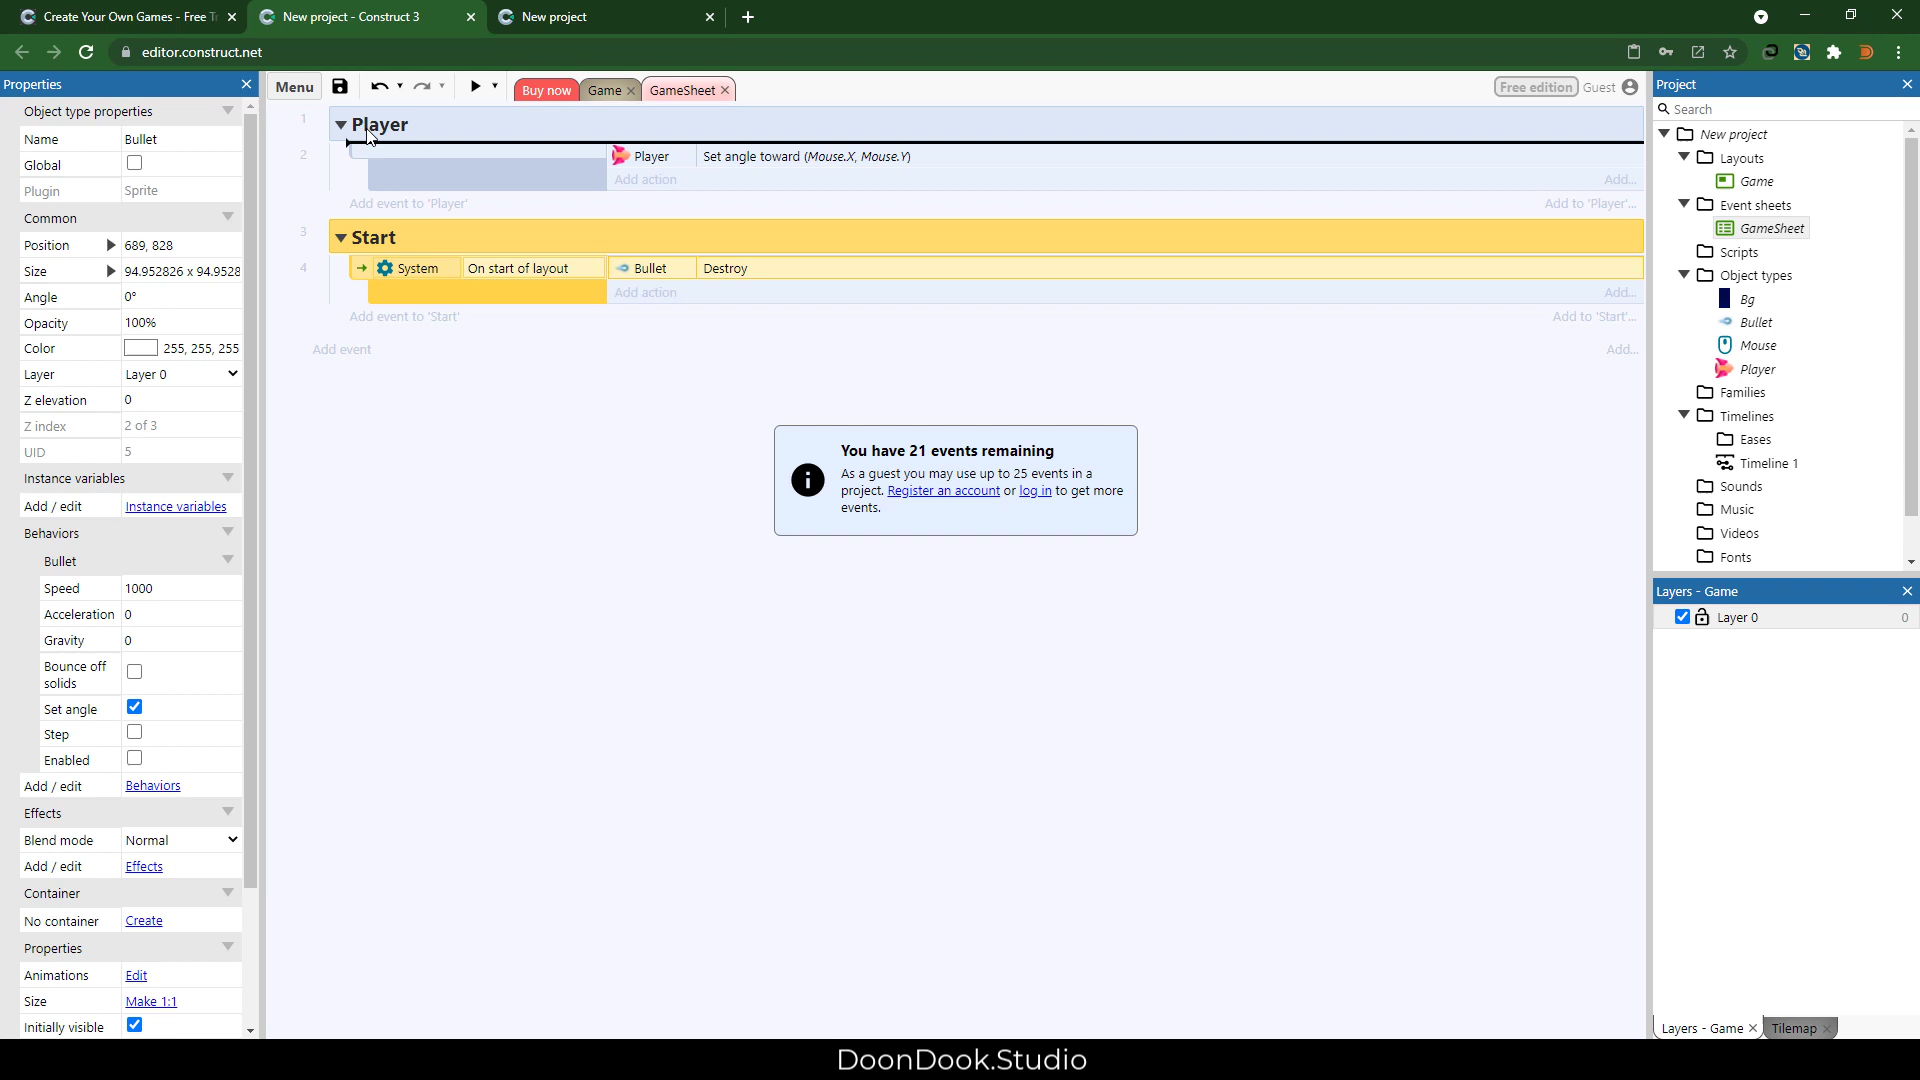 Create Your Own Games - Free
New project - Construct 3
New project
editor.construct.net
Properties
Menu
Buy now
Game
GameSheet
Free edition
Guest
Project
Search
Object type properties
Name Bullet
Global
Plugin Sprite
Common
Position 689, 828
Size 94.952826 x 94.9528
Angle 0°
Opacity 100%
Color 255, 255, 255
Layer Layer 0
Z elevation 0
Z index 2 of 3
UID 5
Instance variables
Add / edit Instance variables
Behaviors
Bullet
Speed 1000
Acceleration 0
Gravity 0
Bounce off
solids
Set angle
Step
Enabled
Add / edit Behaviors
Effects
Blend mode Normal
Add / edit Effects
Container
No container Create
Properties
Animations Edit
Size Make 1:1
Initially visible
1 Player
2 Player Set angle toward (Mouse.X, Mouse.Y)
Add action Add...
Add event to 'Player' Add to 'Player'...
3 Start
4 System On start of layout Bullet Destroy
Add action Add...
Add event to 'Start' Add to 'Start'...
Add event Add...
You have 21 events remaining
As a guest you may use up to 25 events in a
project. Register an account or log in to get more
events.
New project
Layouts
Game
Event sheets
GameSheet
Scripts
Object types
Bg
Bullet
Mouse
Player
Families
Timelines
Eases
Timeline 1
Sounds
Music
Videos
Fonts
Layers - Game
Layer 0 0
Layers - Game
Tilemap
DoonDook.Studio